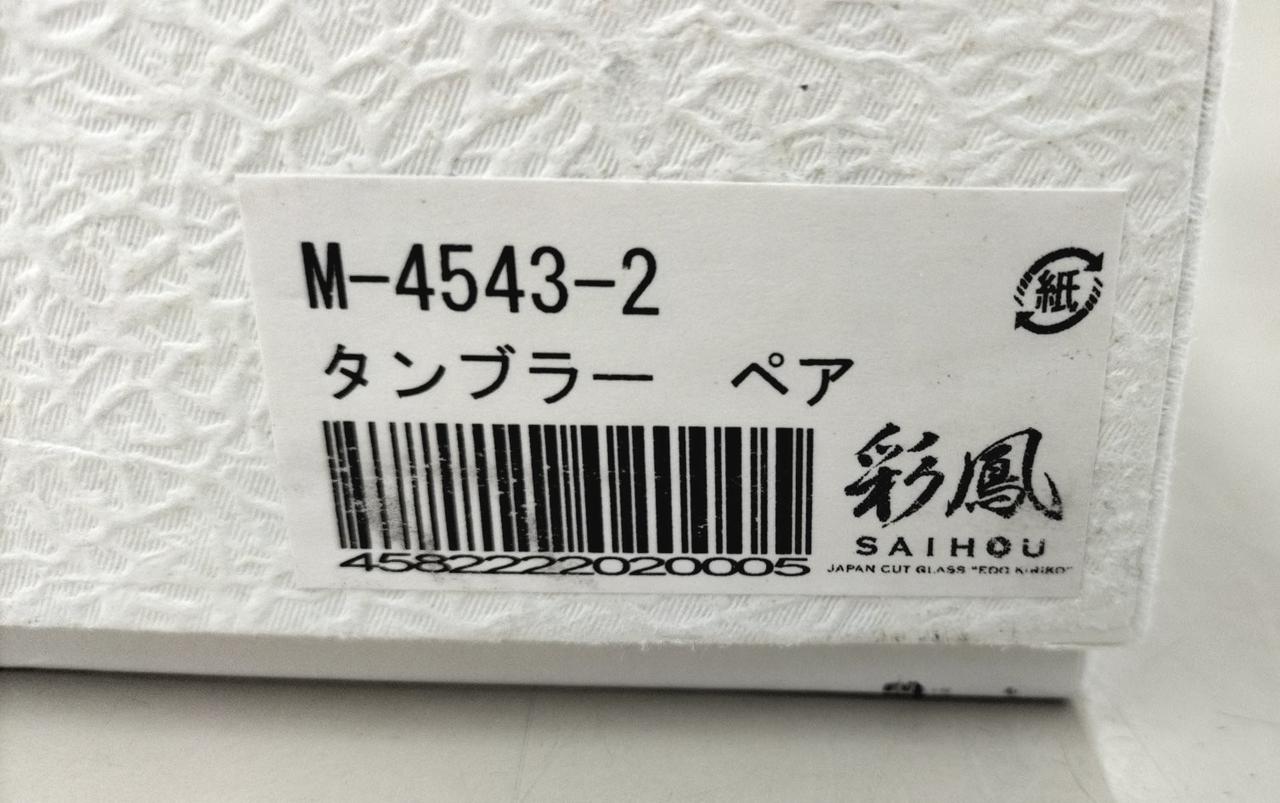 M-4543-2
紙
タンブラー　ペア
4582222020005
彩鳳
SAIHOU
JAPAN CUT GLASS "EDO KIRIKO"